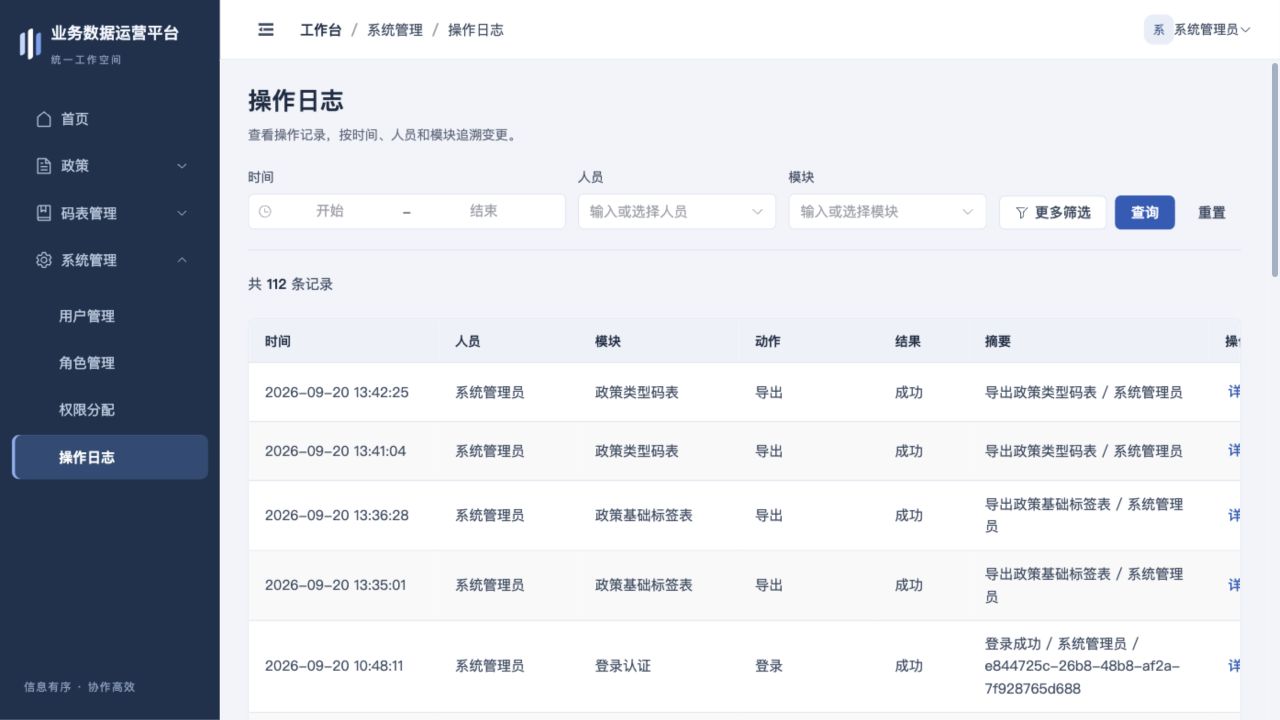 业务数据运营平台
统一工作空间
首页
政策
码表管理
系统管理
用户管理
角色管理
权限分配
操作日志
信息有序 · 协作高效
工作台 / 系统管理 / 操作日志
系 系统管理员
操作日志
查看操作记录，按时间、人员和模块追溯变更。
时间 人员 模块
开始 – 结束 输入或选择人员 输入或选择模块 更多筛选 查询 重置
共 112 条记录
时间 人员 模块 动作 结果 摘要
2026-09-20 13:42:25 系统管理员 政策类型码表 导出 成功 导出政策类型码表 / 系统管理员 详
2026-09-20 13:41:04 系统管理员 政策类型码表 导出 成功 导出政策类型码表 / 系统管理员 详
2026-09-20 13:36:28 系统管理员 政策基础标签表 导出 成功 导出政策基础标签表 / 系统管理 详
员
2026-09-20 13:35:01 系统管理员 政策基础标签表 导出 成功 导出政策基础标签表 / 系统管理 详
员
2026-09-20 10:48:11 系统管理员 登录认证 登录 成功 登录成功 / 系统管理员 / 详
e844725c-26b8-48b8-af2a-
7f928765d688